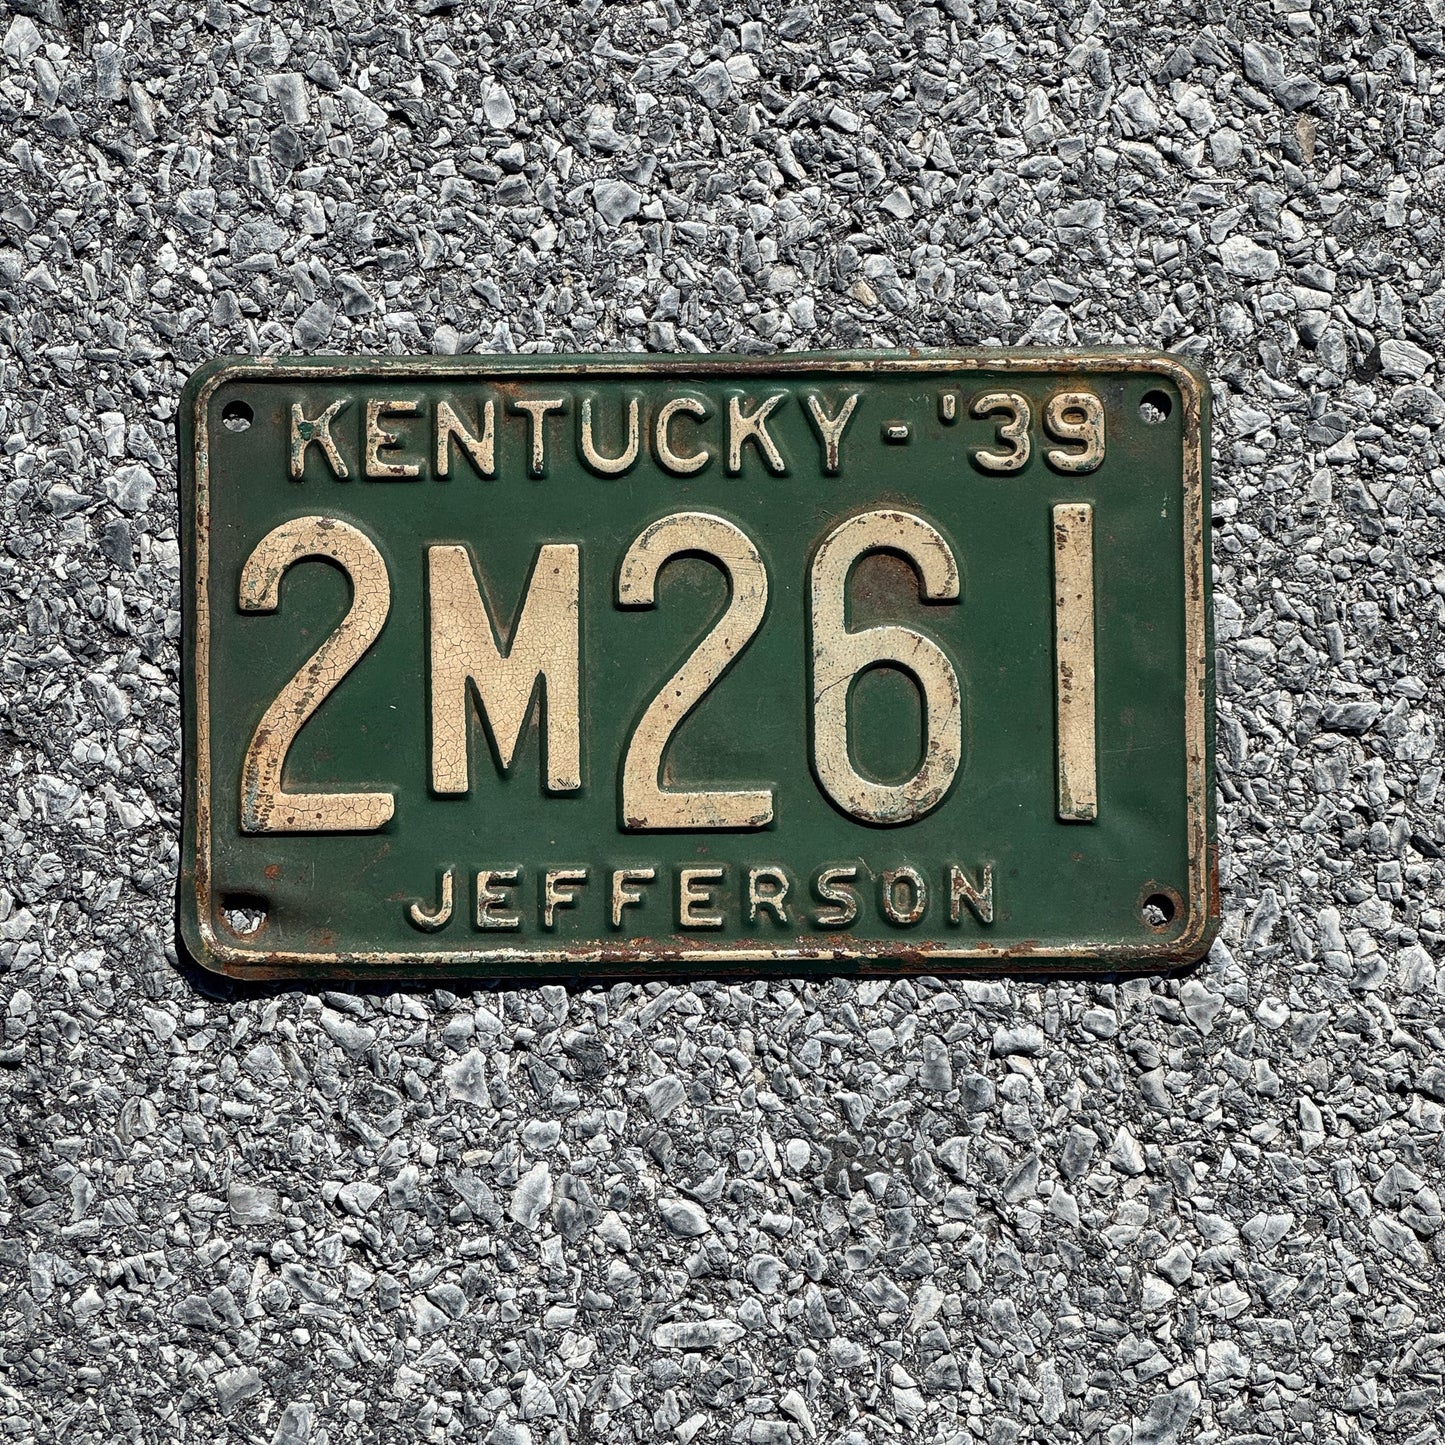 KENTUCKY - '39
2M261
JEFFERSON